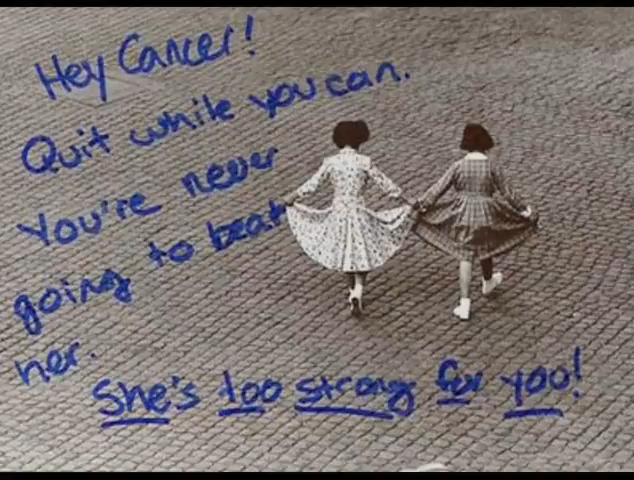 Hey Cancer!
Quit while you can.
You're never
going to beat
her.
She's too strong for you!